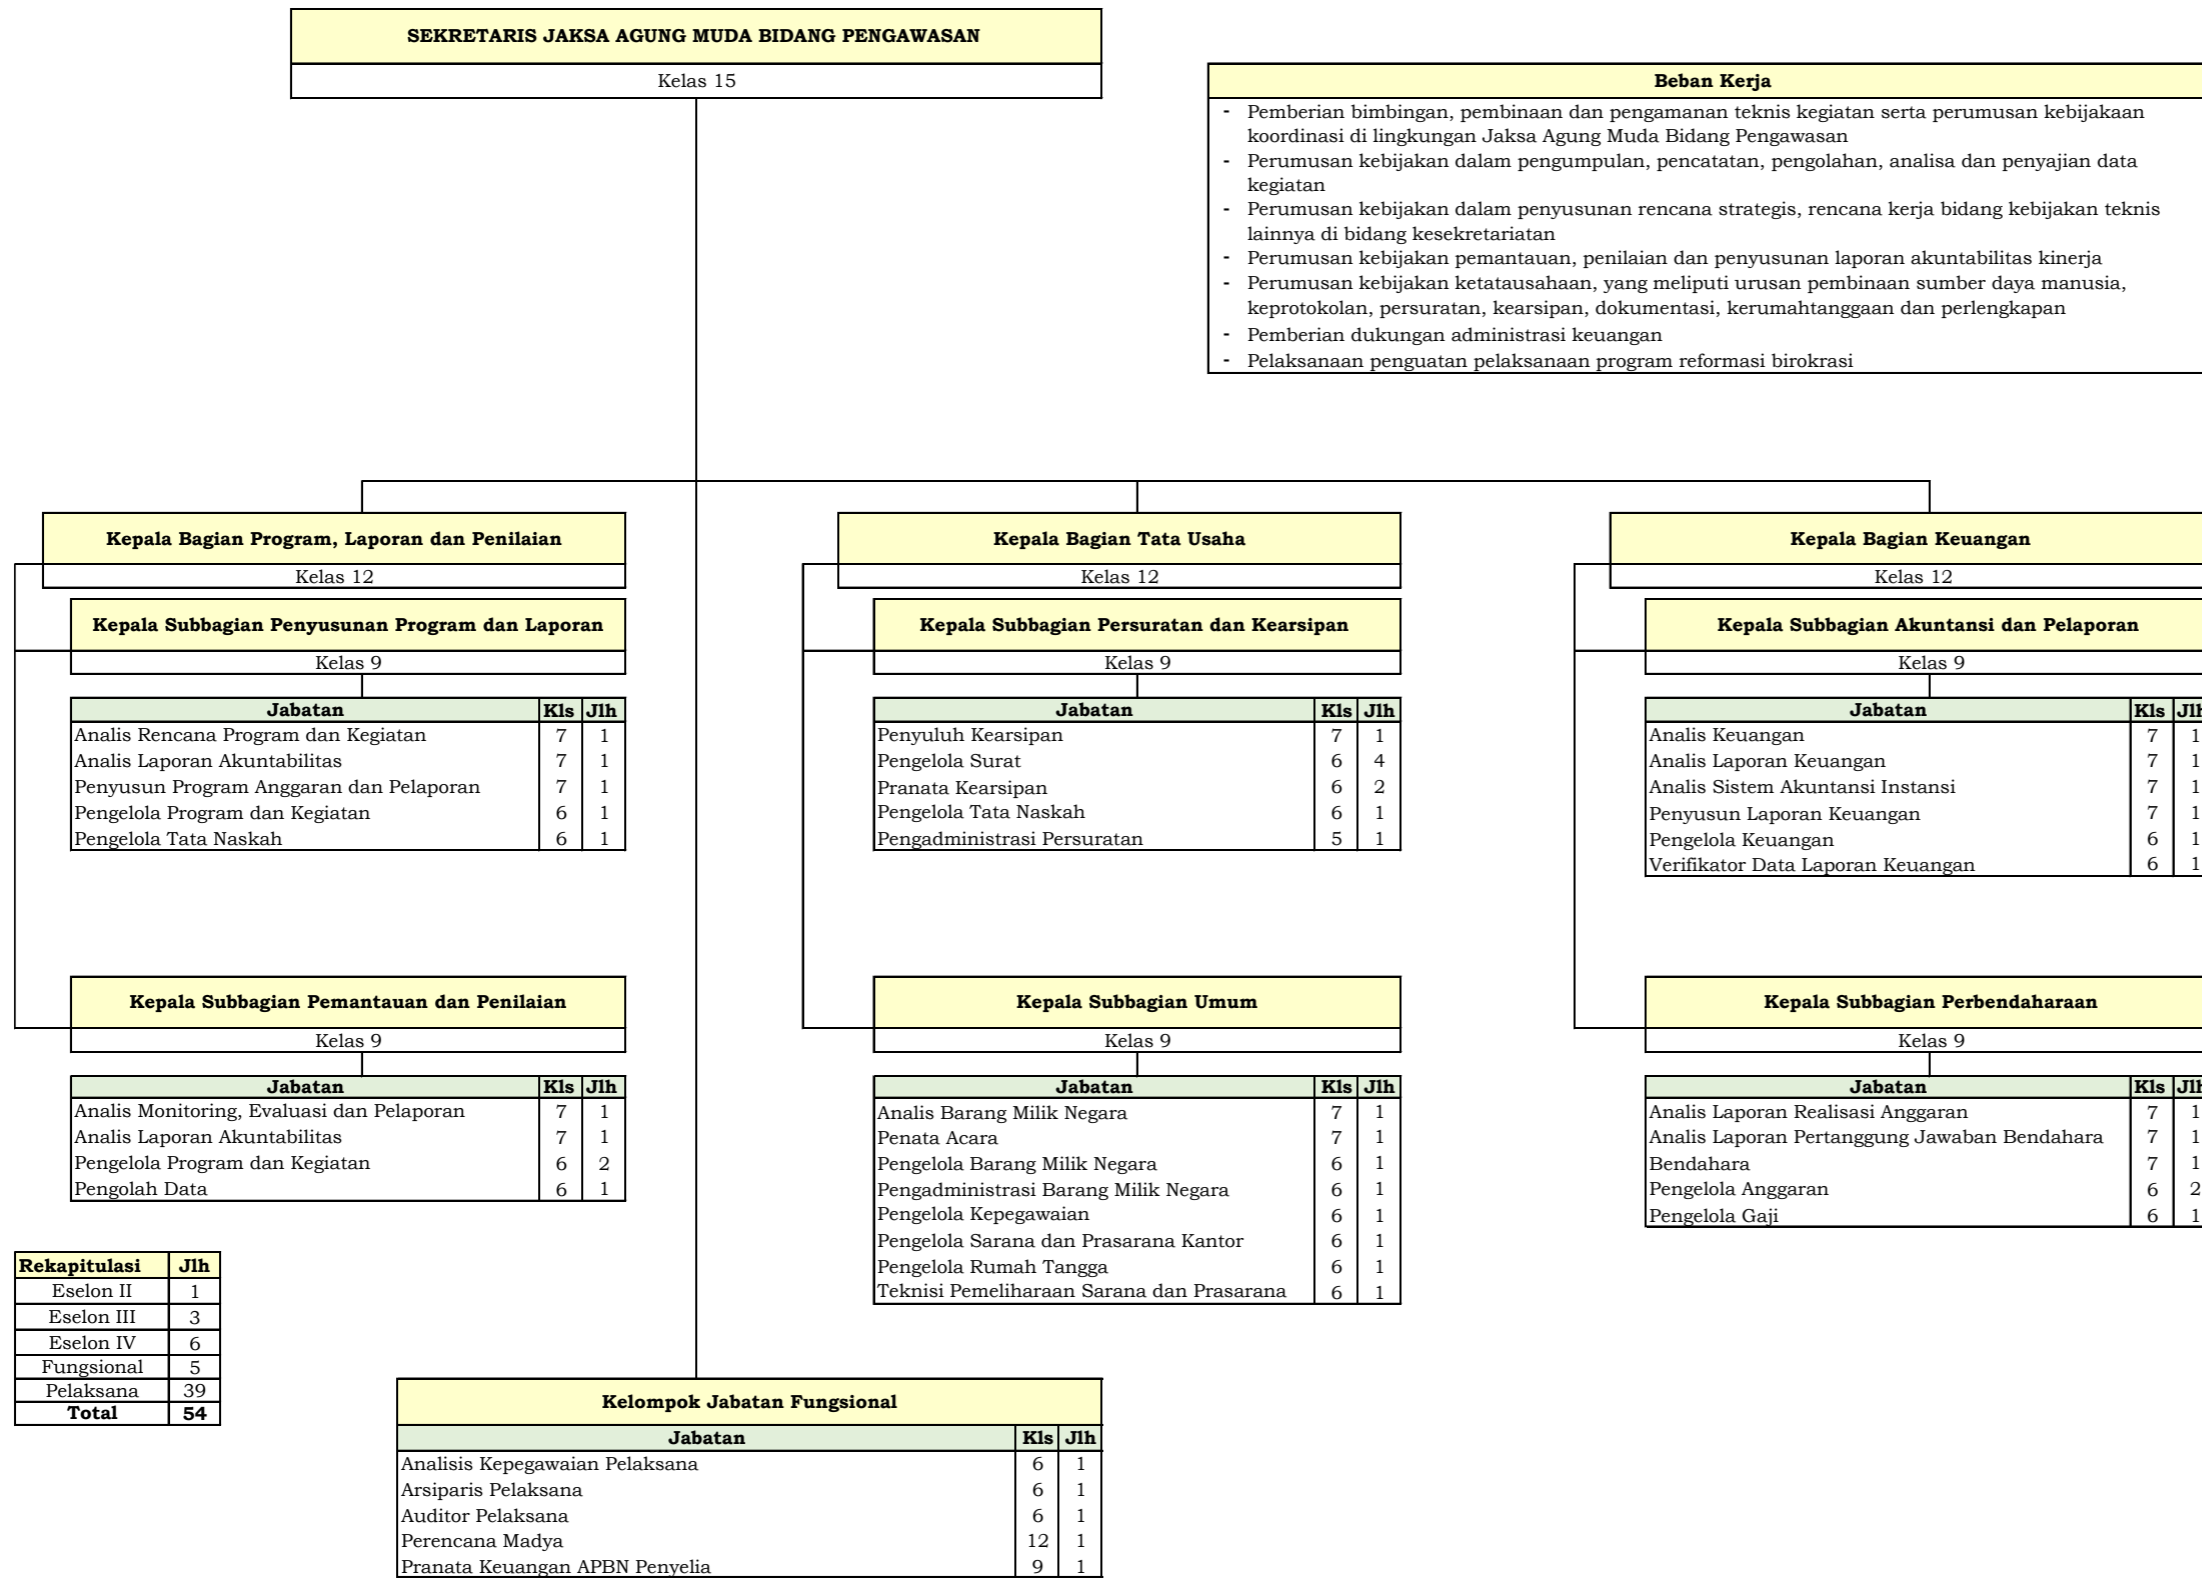 SEKRETARIS JAKSA AGUNG MUDA BIDANG PENGAWASAN
Kelas 15
Beban Kerja
- Pemberian bimbingan, pembinaan dan pengamanan teknis kegiatan serta perumusan kebijakaan
koordinasi di lingkungan Jaksa Agung Muda Bidang Pengawasan
- Perumusan kebijakan dalam pengumpulan, pencatatan, pengolahan, analisa dan penyajian data
kegiatan
- Perumusan kebijakan dalam penyusunan rencana strategis, rencana kerja bidang kebijakan teknis
lainnya di bidang kesekretariatan
- Perumusan kebijakan pemantauan, penilaian dan penyusunan laporan akuntabilitas kinerja
- Perumusan kebijakan ketatausahaan, yang meliputi urusan pembinaan sumber daya manusia,
keprotokolan, persuratan, kearsipan, dokumentasi, kerumahtanggaan dan perlengkapan
- Pemberian dukungan administrasi keuangan
- Pelaksanaan penguatan pelaksanaan program reformasi birokrasi
Kepala Bagian Program, Laporan dan Penilaian
Kelas 12
Kepala Subbagian Penyusunan Program dan Laporan
Kelas 9
Jabatan Kls Jlh
Analis Rencana Program dan Kegiatan 7 1
Analis Laporan Akuntabilitas 7 1
Penyusun Program Anggaran dan Pelaporan 7 1
Pengelola Program dan Kegiatan 6 1
Pengelola Tata Naskah 6 1
Kepala Subbagian Pemantauan dan Penilaian
Kelas 9
Jabatan Kls Jlh
Analis Monitoring, Evaluasi dan Pelaporan 7 1
Analis Laporan Akuntabilitas 7 1
Pengelola Program dan Kegiatan 6 2
Pengolah Data 6 1
Kepala Bagian Tata Usaha
Kelas 12
Kepala Subbagian Persuratan dan Kearsipan
Kelas 9
Jabatan Kls Jlh
Penyuluh Kearsipan 7 1
Pengelola Surat 6 4
Pranata Kearsipan 6 2
Pengelola Tata Naskah 6 1
Pengadministrasi Persuratan 5 1
Kepala Subbagian Umum
Kelas 9
Jabatan Kls Jlh
Analis Barang Milik Negara 7 1
Penata Acara 7 1
Pengelola Barang Milik Negara 6 1
Pengadministrasi Barang Milik Negara 6 1
Pengelola Kepegawaian 6 1
Pengelola Sarana dan Prasarana Kantor 6 1
Pengelola Rumah Tangga 6 1
Teknisi Pemeliharaan Sarana dan Prasarana 6 1
Kepala Bagian Keuangan
Kelas 12
Kepala Subbagian Akuntansi dan Pelaporan
Kelas 9
Jabatan Kls Jlh
Analis Keuangan 7 1
Analis Laporan Keuangan 7 1
Analis Sistem Akuntansi Instansi 7 1
Penyusun Laporan Keuangan 7 1
Pengelola Keuangan 6 1
Verifikator Data Laporan Keuangan 6 1
Kepala Subbagian Perbendaharaan
Kelas 9
Jabatan Kls Jlh
Analis Laporan Realisasi Anggaran 7 1
Analis Laporan Pertanggung Jawaban Bendahara 7 1
Bendahara 7 1
Pengelola Anggaran 6 2
Pengelola Gaji 6 1
Rekapitulasi Jlh
Eselon II 1
Eselon III 3
Eselon IV 6
Fungsional 5
Pelaksana 39
Total 54
Kelompok Jabatan Fungsional
Jabatan Kls Jlh
Analisis Kepegawaian Pelaksana 6 1
Arsiparis Pelaksana 6 1
Auditor Pelaksana 6 1
Perencana Madya 12 1
Pranata Keuangan APBN Penyelia 9 1